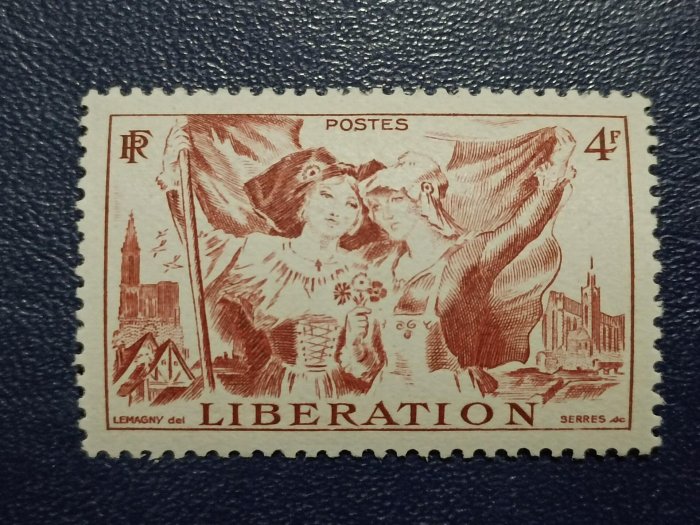 RF
POSTES
4F
LEMAGNY del
LIBERATION
SERRES sc